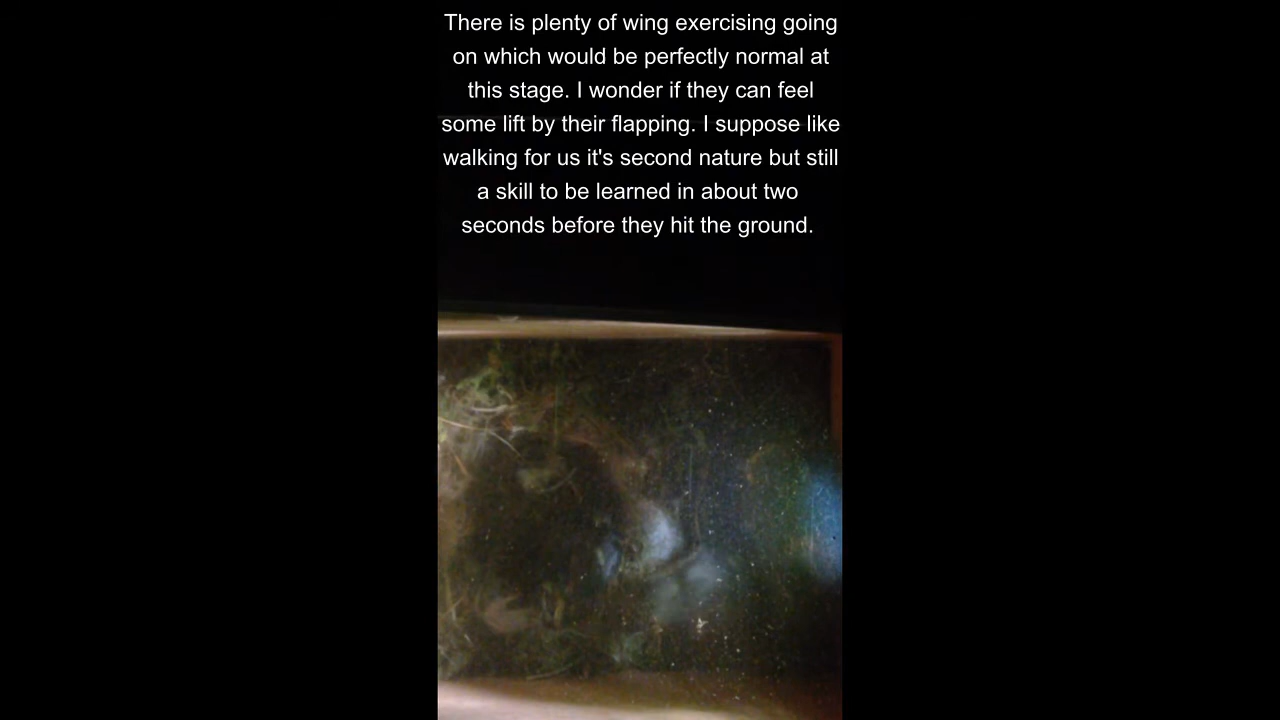 There is plenty of wing exercising going
on which would be perfectly normal at
this stage. I wonder if they can feel
some lift by their flapping. I suppose like
walking for us it's second nature but still
a skill to be learned in about two
seconds before they hit the ground.